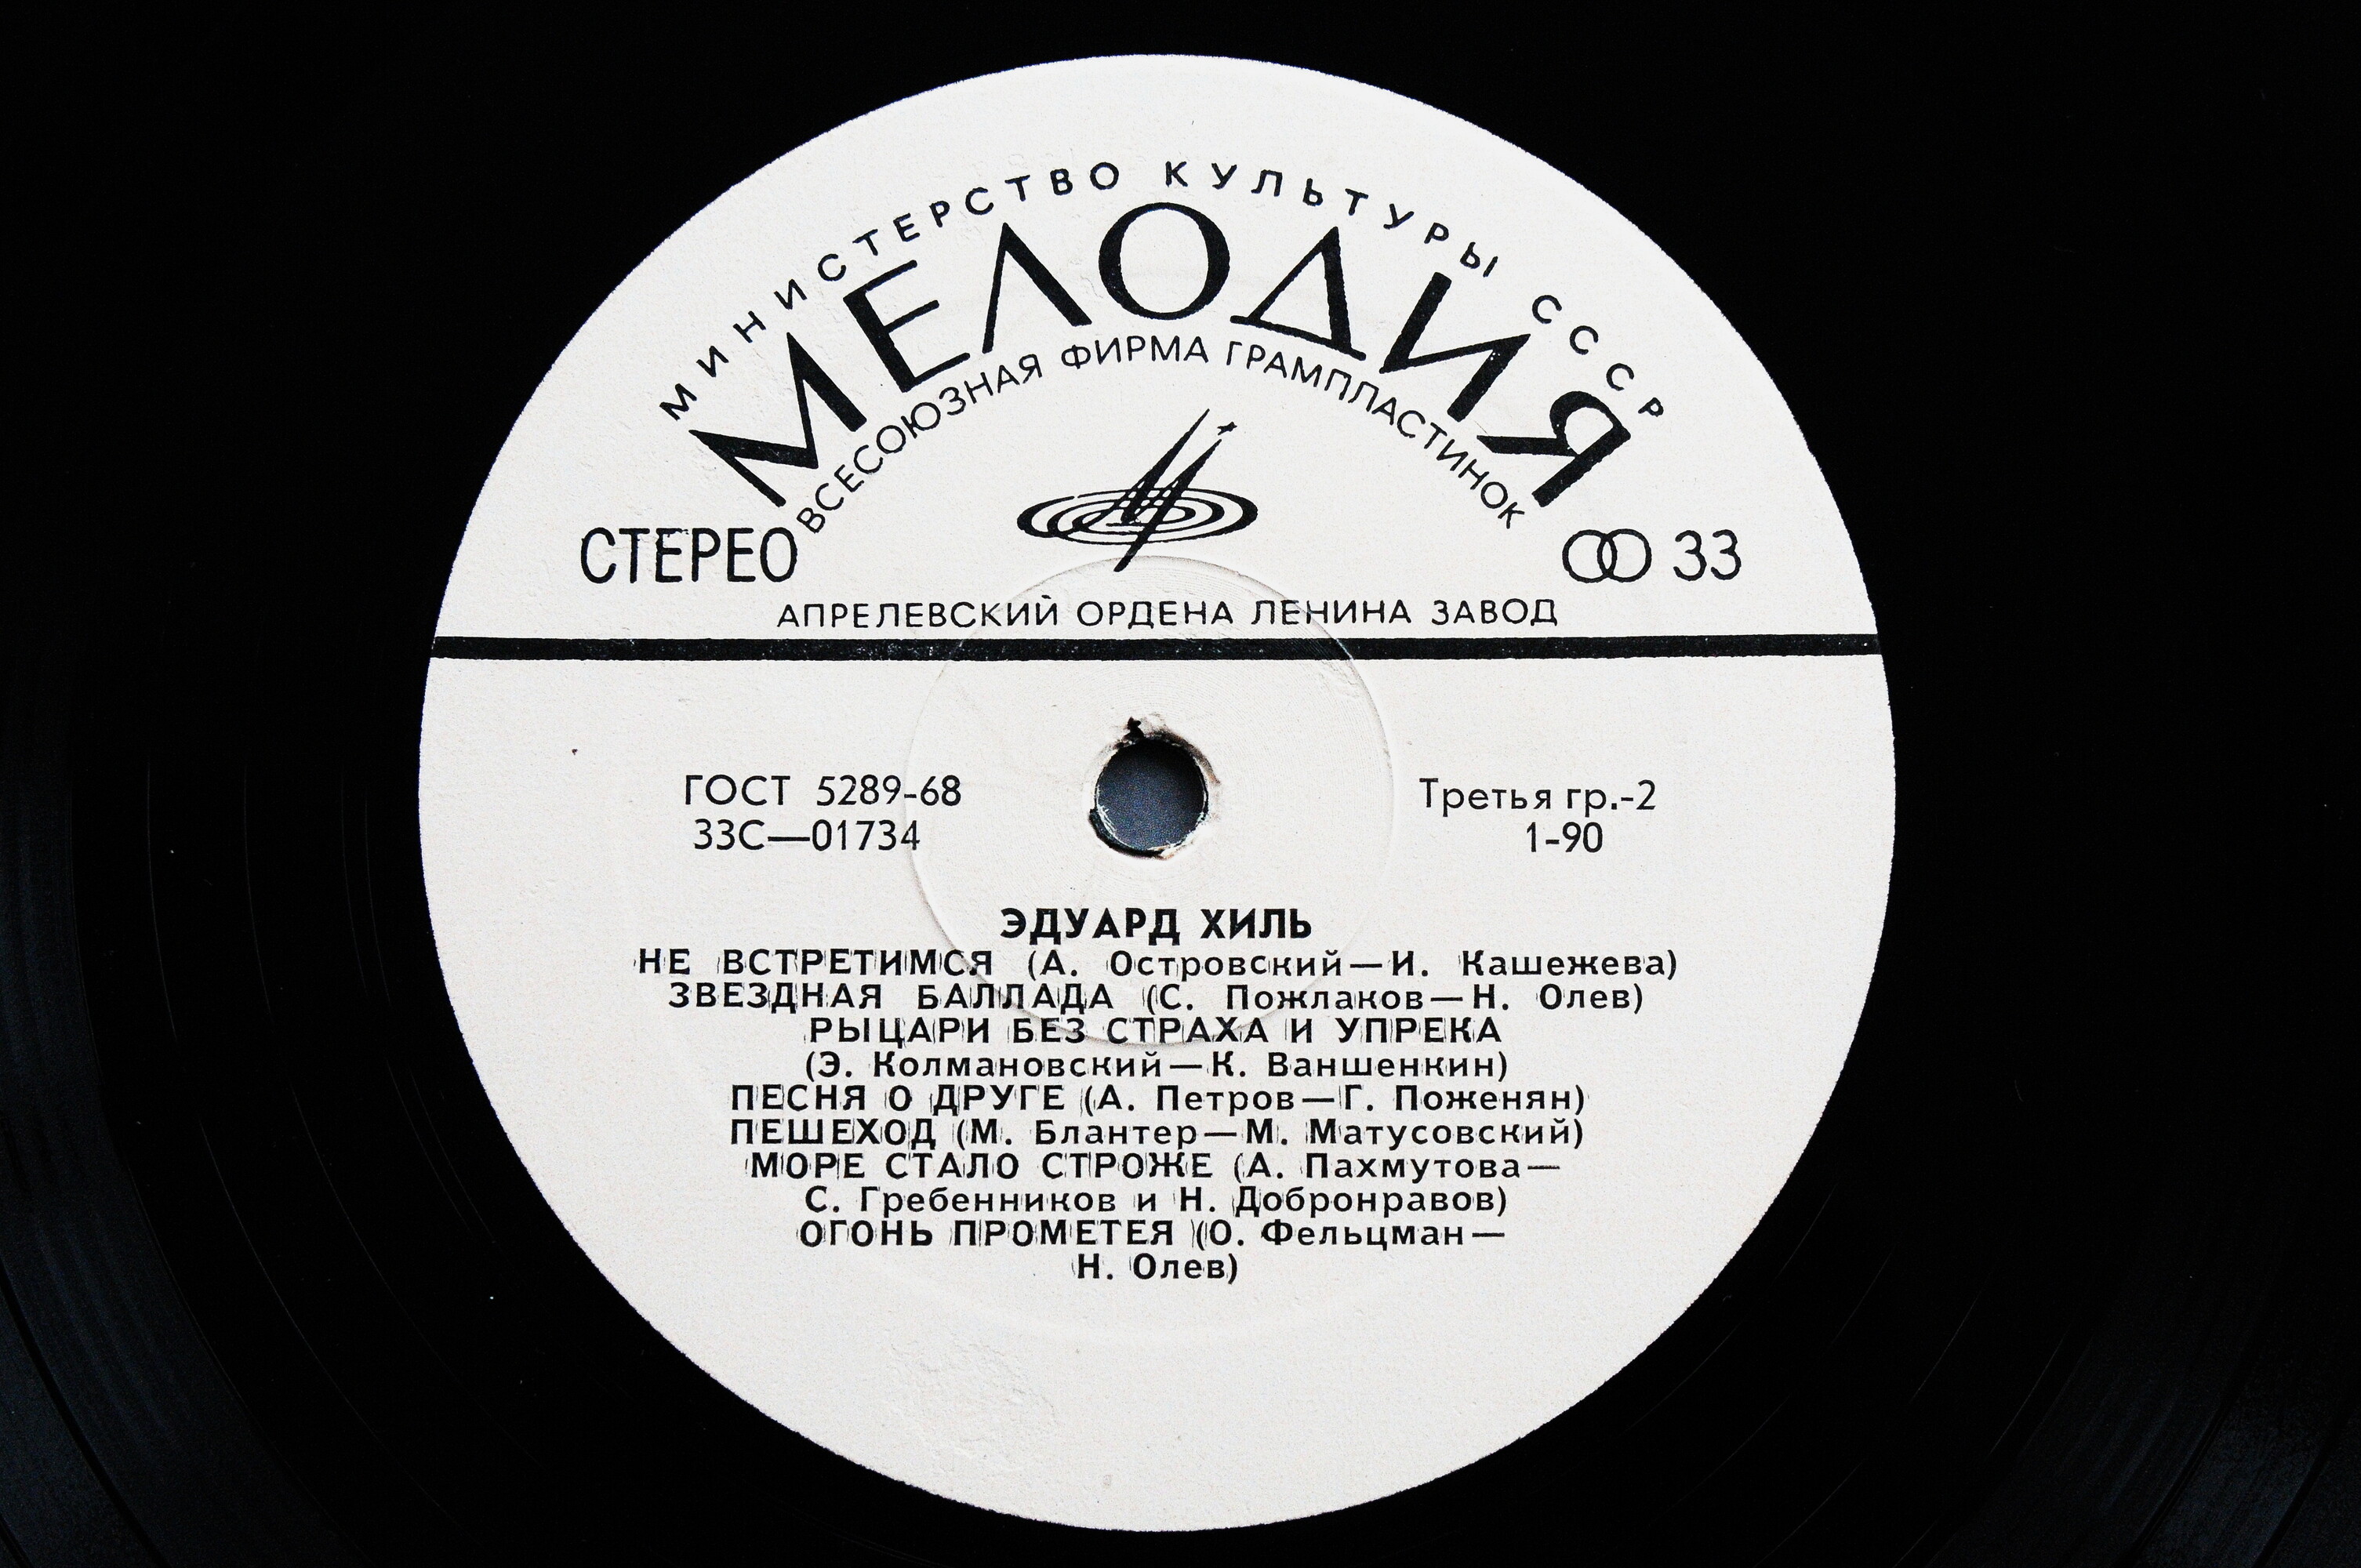 МИНИСТЕРСТВО КУЛЬТУРЫ СССР
МЕЛОДИЯ
ВСЕСОЮЗНАЯ ФИРМА ГРАМПЛАСТИНОК
СТЕРЕО
33
АПРЕЛЕВСКИЙ ОРДЕНА ЛЕНИНА ЗАВОД
ГОСТ 5289-68
Третья гр.-2
33С—01734
1-90
ЭДУАРД ХИЛЬ
НЕ ВСТРЕТИМСЯ (А. Островский—И. Кашежева)
ЗВЕЗДНАЯ БАЛЛАДА (С. Пожлаков—Н. Олев)
РЫЦАРИ БЕЗ СТРАХА И УПРЕКА
(Э. Колмановский—К. Ваншенкин)
ПЕСНЯ О ДРУГЕ (А. Петров—Г. Поженян)
ПЕШЕХОД (М. Блантер—М. Матусовский)
МОРЕ СТАЛО СТРОЖЕ (А. Пахмутова—
С. Гребенников и Н. Добронравов)
ОГОНЬ ПРОМЕТЕЯ (О. Фельцман—
Н. Олев)